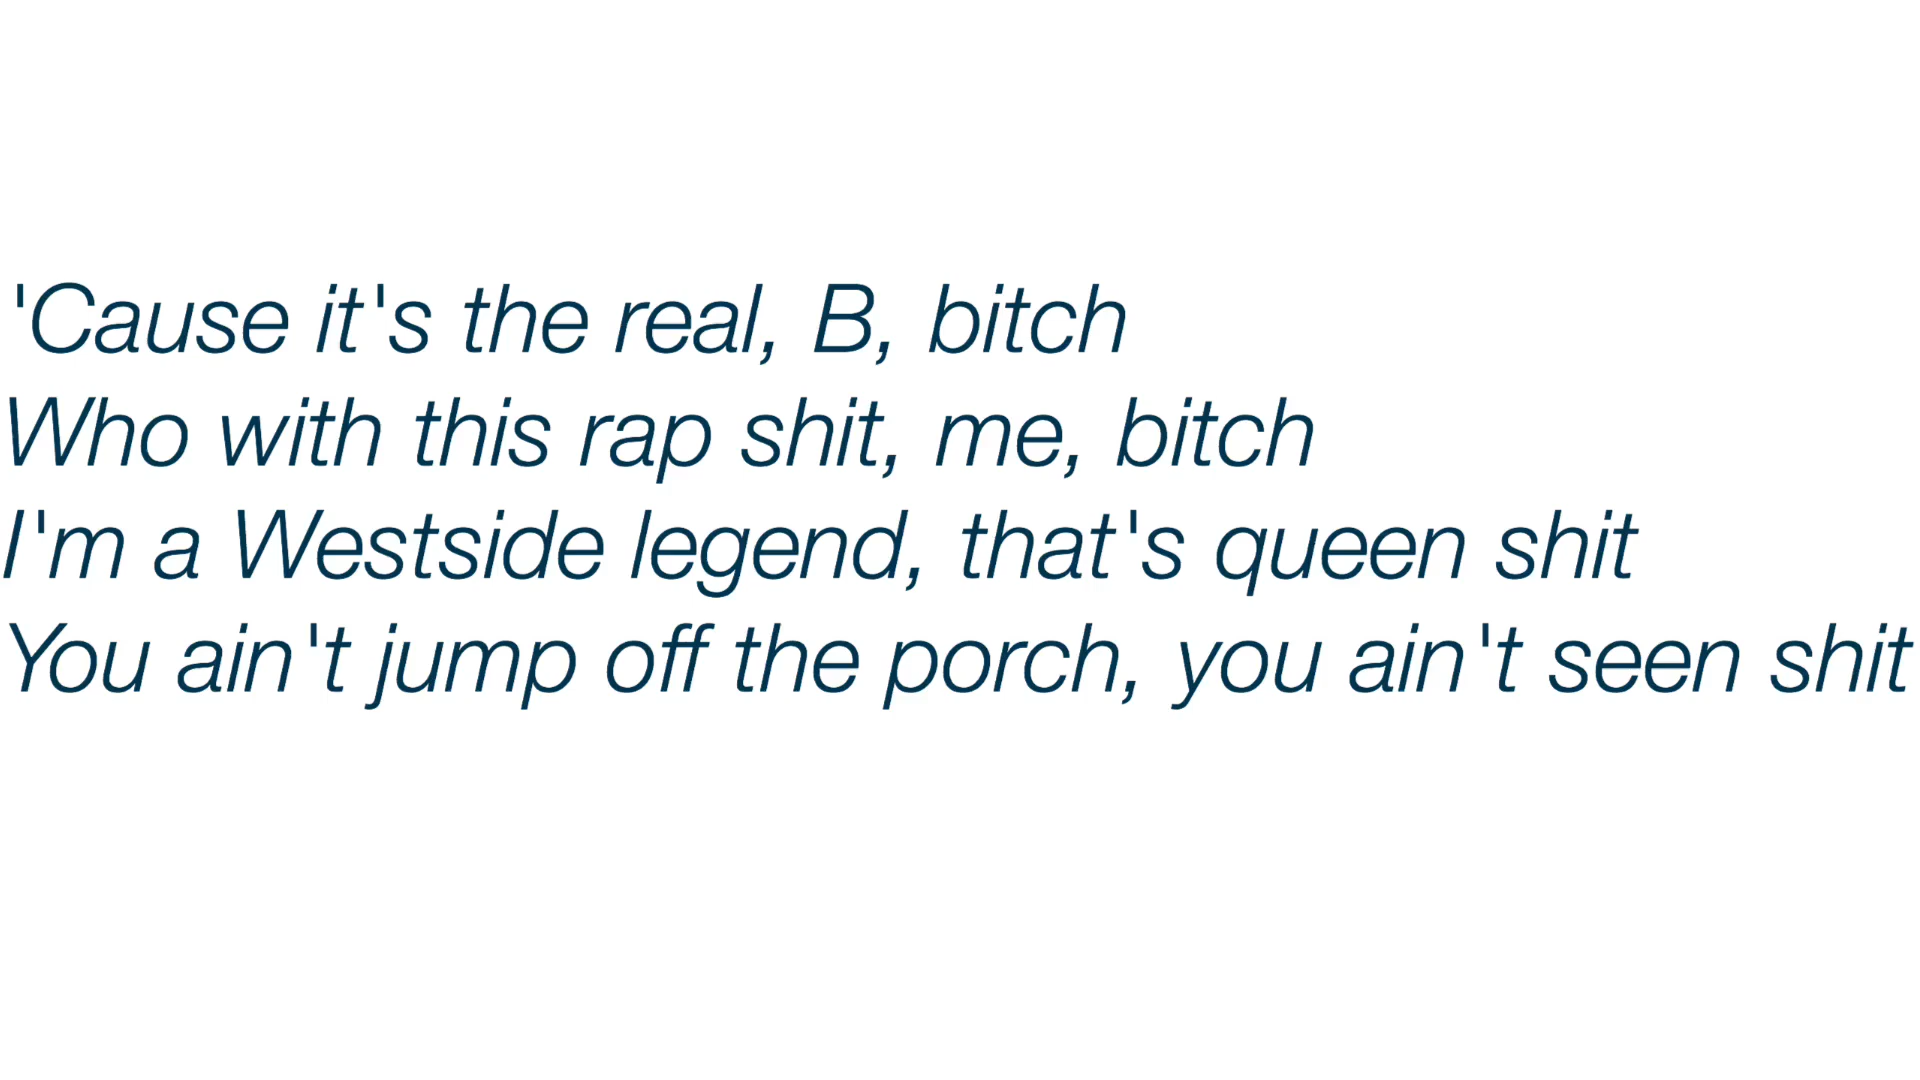 'Cause it's the real, B, bitch
Who with this rap shit, me, bitch
I'm a Westside legend, that's queen shit
You ain't jump off the porch, you ain't seen shit